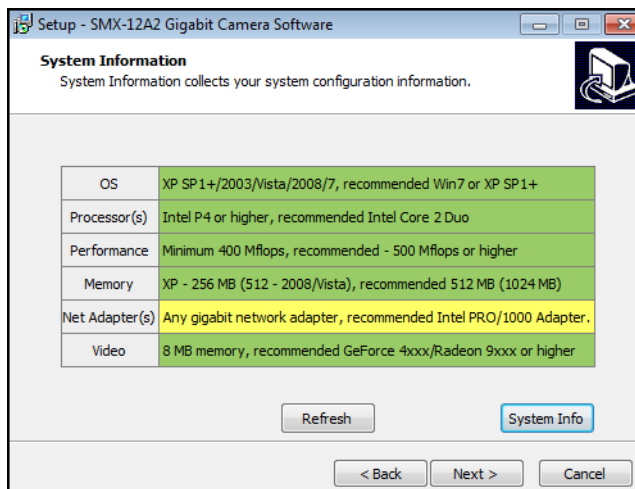 Setup - SMX-12A2 Gigabit Camera Software
System Information
System Information collects your system configuration information.
OS XP SP1+/2003/Vista/2008/7, recommended Win7 or XP SP1+
Processor(s) Intel P4 or higher, recommended Intel Core 2 Duo
Performance Minimum 400 Mflops, recommended - 500 Mflops or higher
Memory XP - 256 MB (512 - 2008/Vista), recommended 512 MB (1024 MB)
Net Adapter(s) Any gigabit network adapter, recommended Intel PRO/1000 Adapter.
Video 8 MB memory, recommended GeForce 4xxx/Radeon 9xxx or higher
Refresh System Info
< Back Next > Cancel